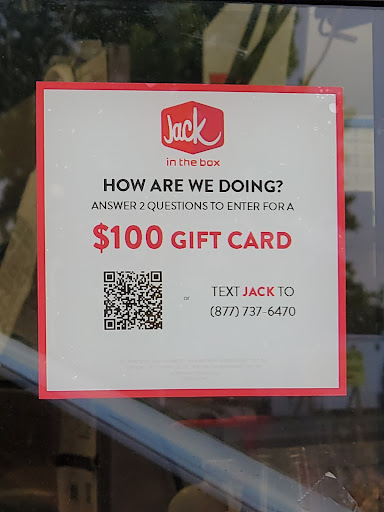 Jack
in the box
HOW ARE WE DOING?
ANSWER 2 QUESTIONS TO ENTER FOR A
$100 GIFT CARD
or
TEXT JACK TO
(877) 737-6470